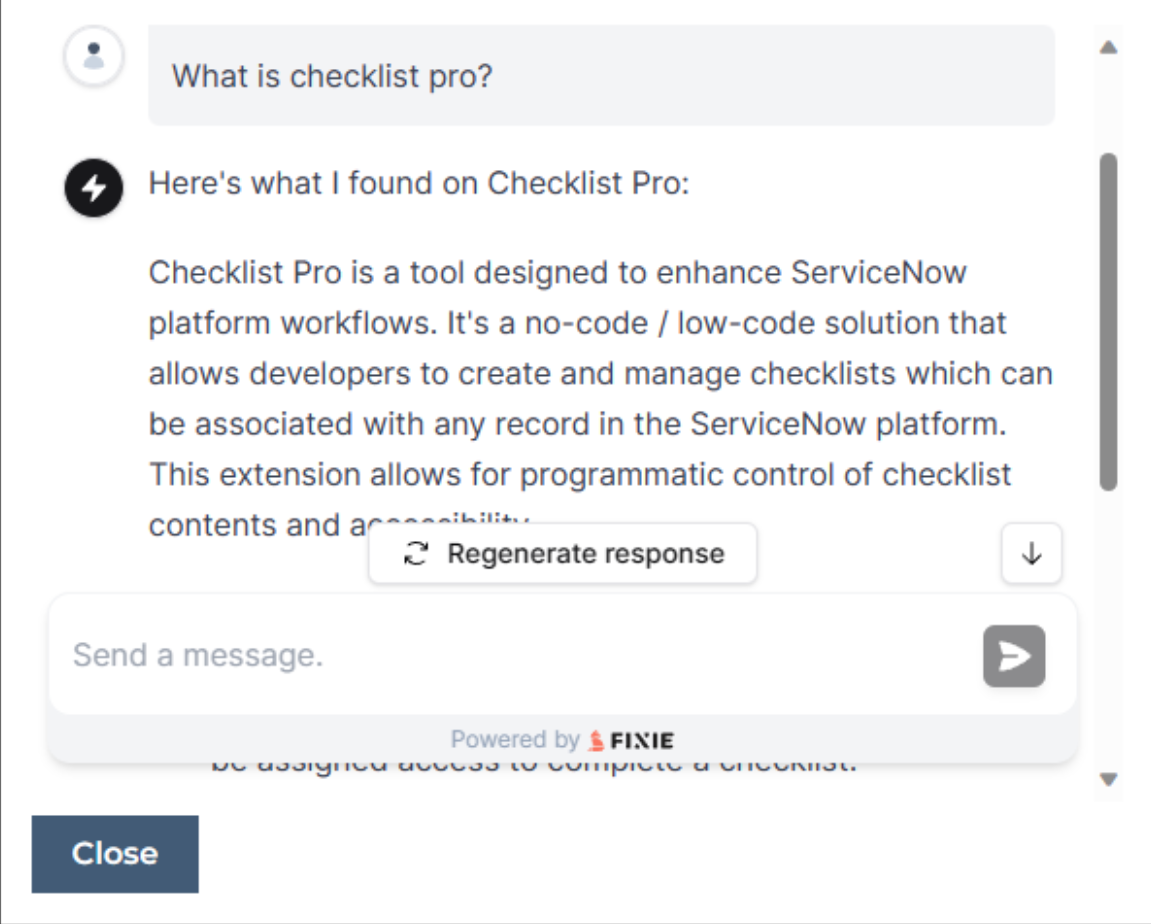 What is checklist pro?
Here's what I found on Checklist Pro:
Checklist Pro is a tool designed to enhance ServiceNow
platform workflows. It's a no-code / low-code solution that
allows developers to create and manage checklists which can
be associated with any record in the ServiceNow platform.
This extension allows for programmatic control of checklist
contents and accessibility.
Regenerate response
Send a message.
Powered by FIXIE
be assigned access to complete a checklist.
Close